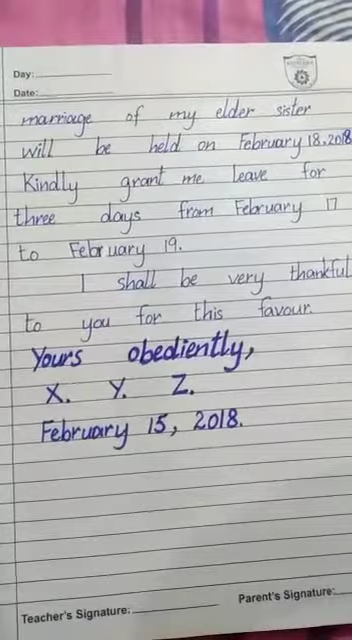 Day:
Date:
marriage of my elder sister
will be held on February 18, 2018
Kindly grant me leave for
three days from February 17
to February 19.
I shall be very thankful
to you for this favour.
Yours obediently,
X. Y. Z.
February 15, 2018.
Teacher's Signature:
Parent's Signature: